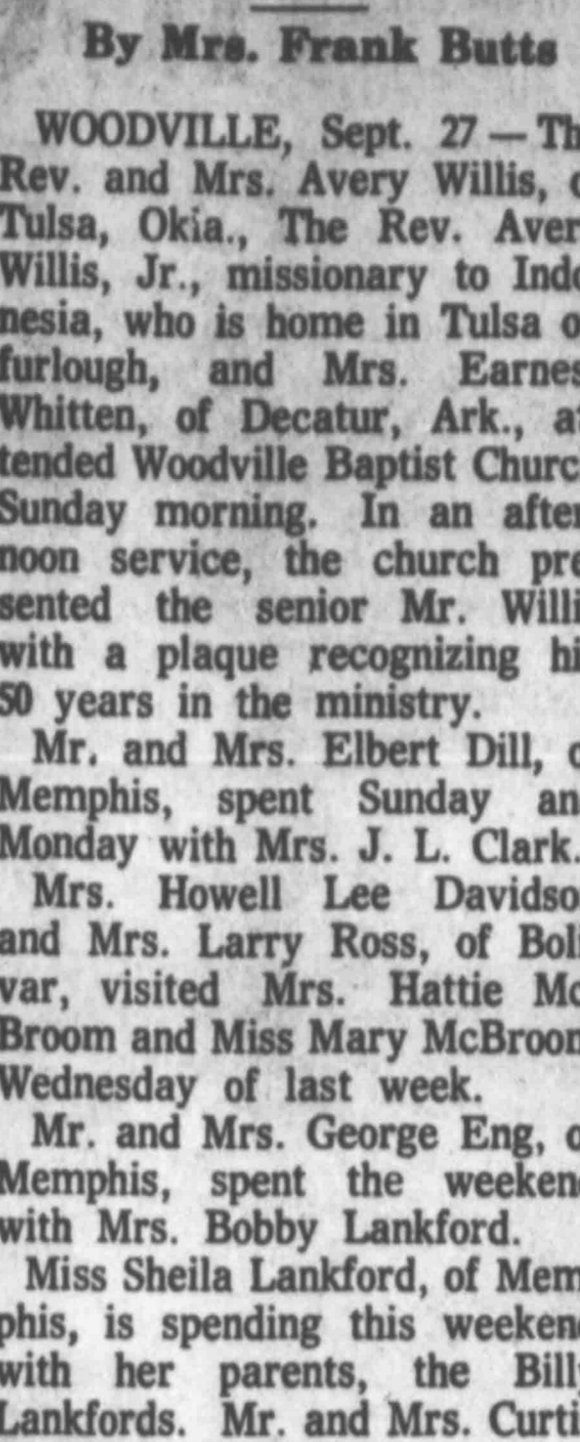 By Mrs. Frank Butts
WOODVILLE, Sept. 27 — Th
Rev. and Mrs. Avery Willis, o
Tulsa, Okia., The Rev. Aver
Willis, Jr., missionary to Indo
nesia, who is home in Tulsa o
furlough, and Mrs. Earnes
Whitten, of Decatur, Ark., at
tended Woodville Baptist Churc
Sunday morning. In an after
noon service, the church pre
sented the senior Mr. Willi
with a plaque recognizing hi
50 years in the ministry.
Mr. and Mrs. Elbert Dill, o
Memphis, spent Sunday an
Monday with Mrs. J. L. Clark.
Mrs. Howell Lee Davidso
and Mrs. Larry Ross, of Boli
var, visited Mrs. Hattie Mc
Broom and Miss Mary McBroom
Wednesday of last week.
Mr. and Mrs. George Eng, o
Memphis, spent the weeken
with Mrs. Bobby Lankford.
Miss Sheila Lankford, of Mem
phis, is spending this weeken
with her parents, the Bill
Lankfords. Mr. and Mrs. Curti